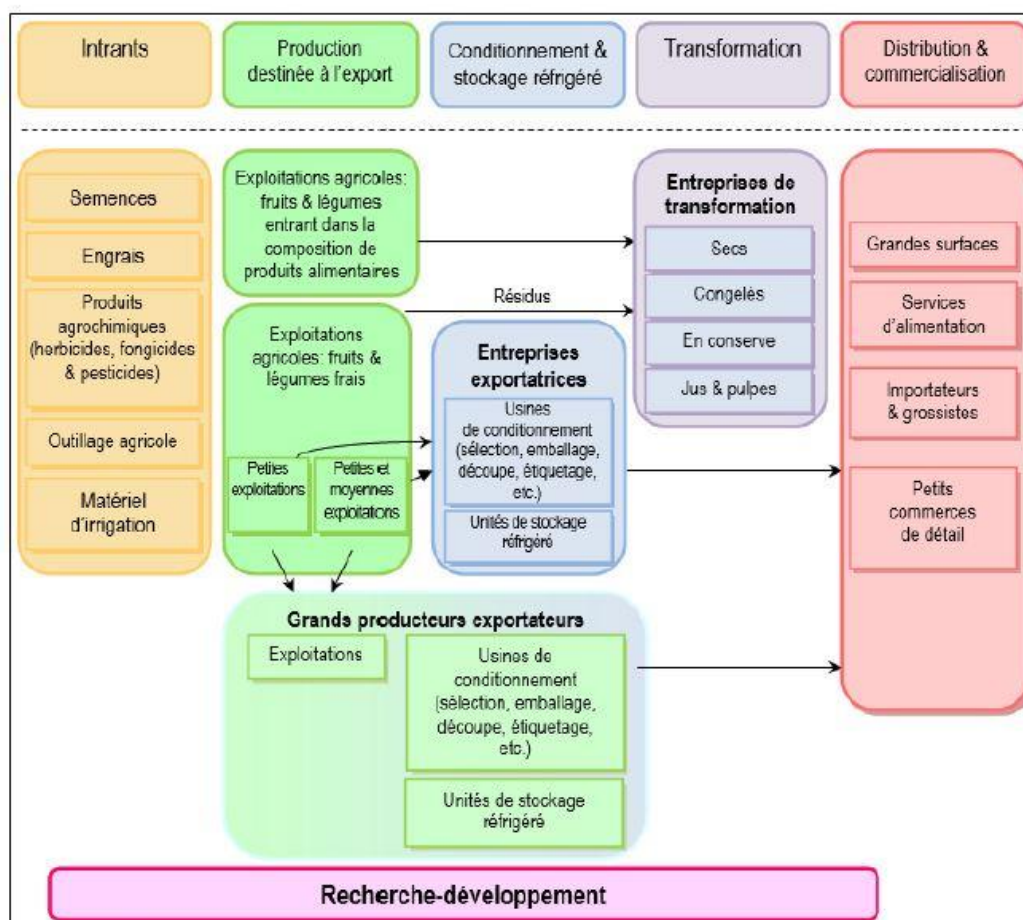 Intrants
Production
destinée à l'export
Conditionnement &
stockage réfrigéré
Transformation
Distribution &
commercialisation
Semences
Engrais
Produits
agrochimiques
(herbicides, fongicides
& pesticides)
Outillage agricole
Matériel
d'irrigation
Exploitations agricoles:
fruits & légumes
entrant dans la
composition de
produits alimentaires
Exploitations
agricoles: fruits &
légumes frais
Petites
exploitations
Petites et
moyennes
exploitations
Résidus
Entreprises
exportatrices
Usines
de conditionnement
(sélection, emballage,
découpe, étiquetage,
etc.)
Unités de stockage
réfrigéré
Entreprises de
transformation
Secs
Congelés
En conserve
Jus & pulpes
Grandes surfaces
Services
d'alimentation
Importateurs
& grossistes
Petits
commerces
de détail
Grands producteurs exportateurs
Exploitations
Usines de
conditionnement
(sélection, emballage,
découpe, étiquetage,
etc.)
Unités de stockage
réfrigéré
Recherche-développement